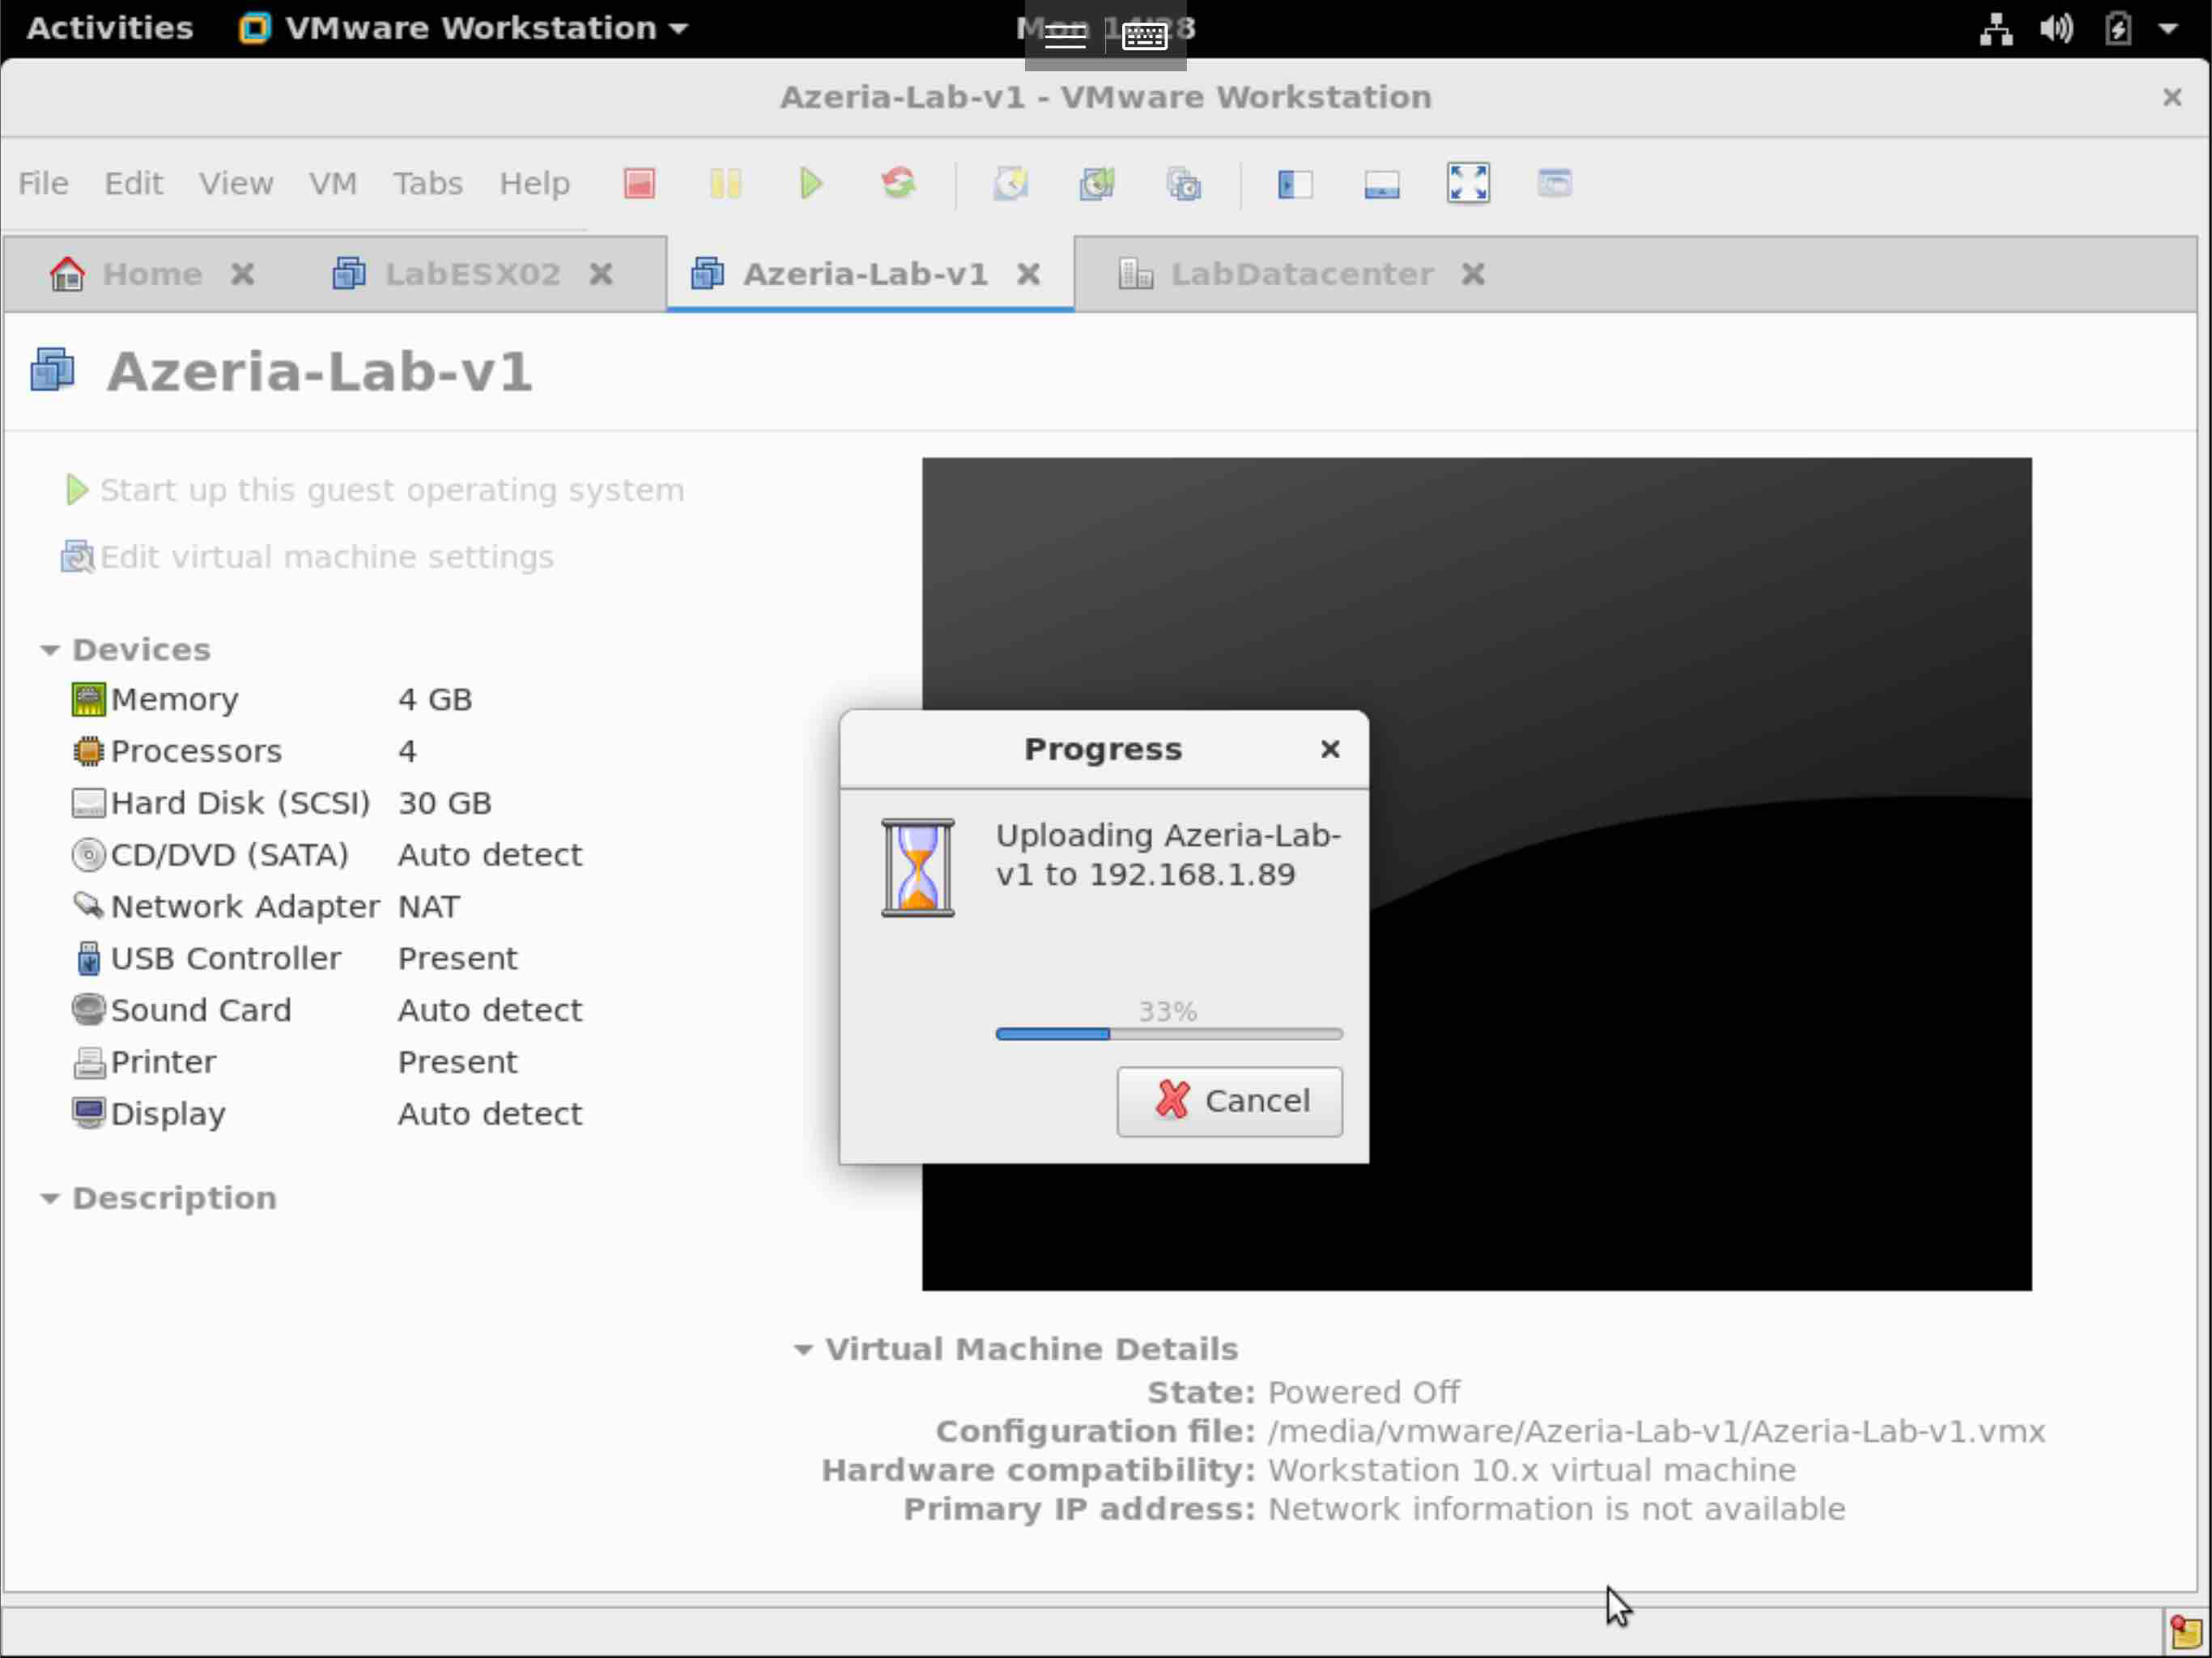 Activities VMware Workstation Mon 14:28
Azeria-Lab-v1 - VMware Workstation
File Edit View VM Tabs Help
Home LabESX02 Azeria-Lab-v1 LabDatacenter
Azeria-Lab-v1
Start up this guest operating system
Edit virtual machine settings
Devices
Memory 4 GB
Processors 4
Hard Disk (SCSI) 30 GB
CD/DVD (SATA) Auto detect
Network Adapter NAT
USB Controller Present
Sound Card Auto detect
Printer Present
Display Auto detect
Description
Progress
Uploading Azeria-Lab-
v1 to 192.168.1.89
33%
Cancel
Virtual Machine Details
State: Powered Off
Configuration file: /media/vmware/Azeria-Lab-v1/Azeria-Lab-v1.vmx
Hardware compatibility: Workstation 10.x virtual machine
Primary IP address: Network information is not available